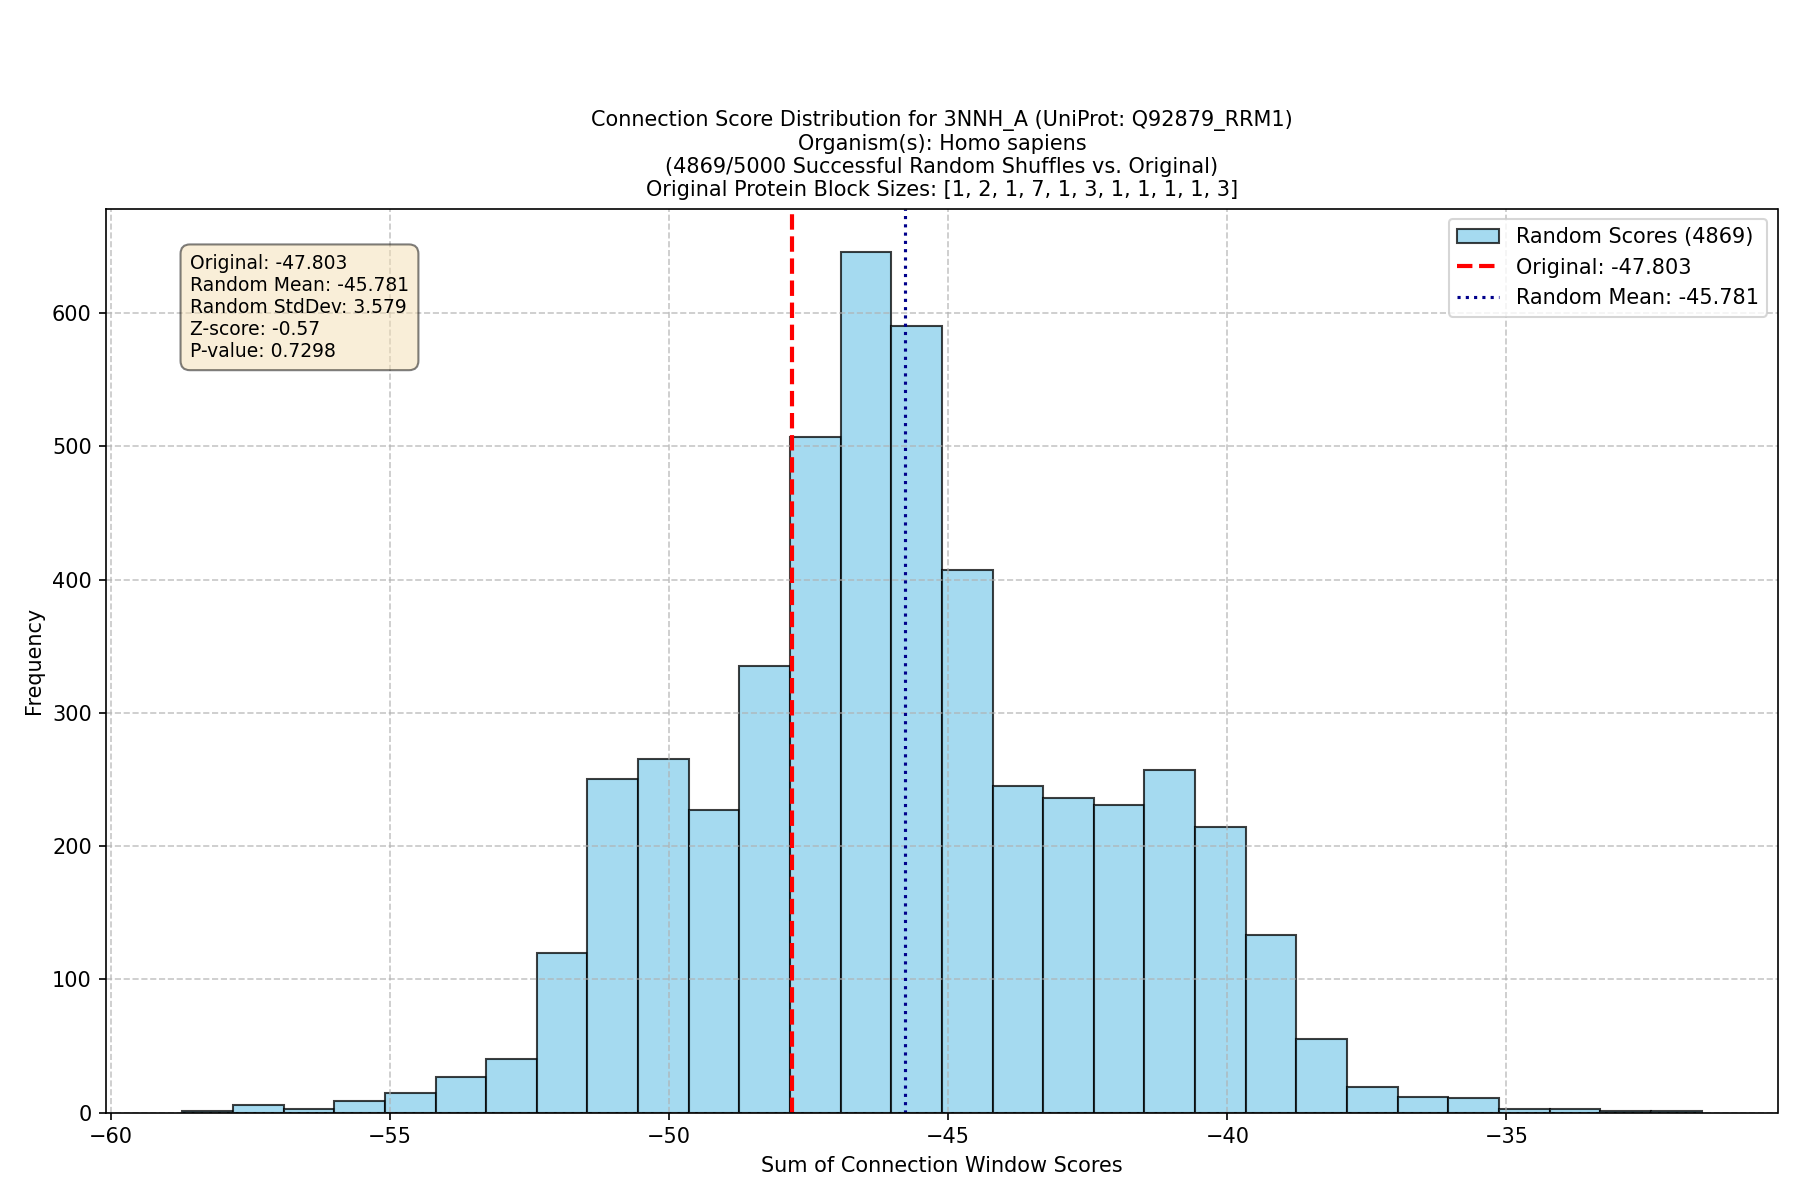 Connection Score Distribution for 3NNH_A (UniProt: Q92879_RRM1)
Organism(s): Homo sapiens
(4869/5000 Successful Random Shuffles vs. Original)
Original Protein Block Sizes: [1, 2, 1, 7, 1, 3, 1, 1, 1, 1, 3]
Original: -47.803
Random Mean: -45.781
Random StdDev: 3.579
Z-score: -0.57
P-value: 0.7298
Random Scores (4869)
Original: -47.803
Random Mean: -45.781
Frequency
600
500
400
300
200
100
0
−60 −55 −50 −45 −40 −35
Sum of Connection Window Scores